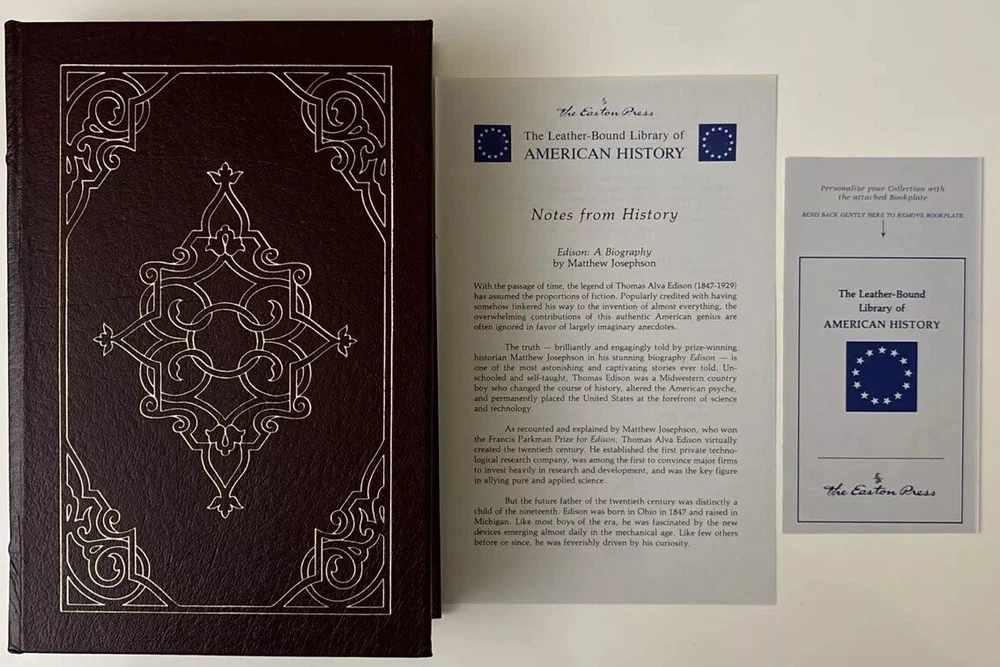 the Easton Press
The Leather-Bound Library of
AMERICAN HISTORY
Notes from History
Edison: A Biography
by Matthew Josephson
With the passage of time, the legend of Thomas Alva Edison (1847-1929)
has assumed the proportions of fiction. Popularly credited with having
somehow tinkered his way to the invention of almost everything, the
overwhelming contributions of this authentic American genius are
often ignored in favor of largely imaginary anecdotes.
The truth — brilliantly and engagingly told by prize-winning
historian Matthew Josephson in his stunning biography Edison — is
one of the most astonishing and captivating stories ever told. Un-
schooled and self-taught, Thomas Edison was a Midwestern country
boy who changed the course of history, altered the American psyche,
and permanently placed the United States at the forefront of science
and technology.
As recounted and explained by Matthew Josephson, who won
the Francis Parkman Prize for Edison, Thomas Alva Edison virtually
created the twentieth century. He established the first private techno-
logical research company, was among the first to convince major firms
to invest heavily in research and development, and was the key figure
in allying pure and applied science.
But the future father of the twentieth century was distinctly a
child of the nineteenth. Edison was born in Ohio in 1847 and raised in
Michigan. Like most boys of the era, he was fascinated by the new
devices emerging almost daily in the mechanical age. Like few others
before or since, he was feverishly driven by his curiosity.
Personalize your Collection with
the attached Bookplate
BEND BACK GENTLY HERE TO REMOVE BOOKPLATE
The Leather-Bound
Library of
AMERICAN HISTORY
the Easton Press